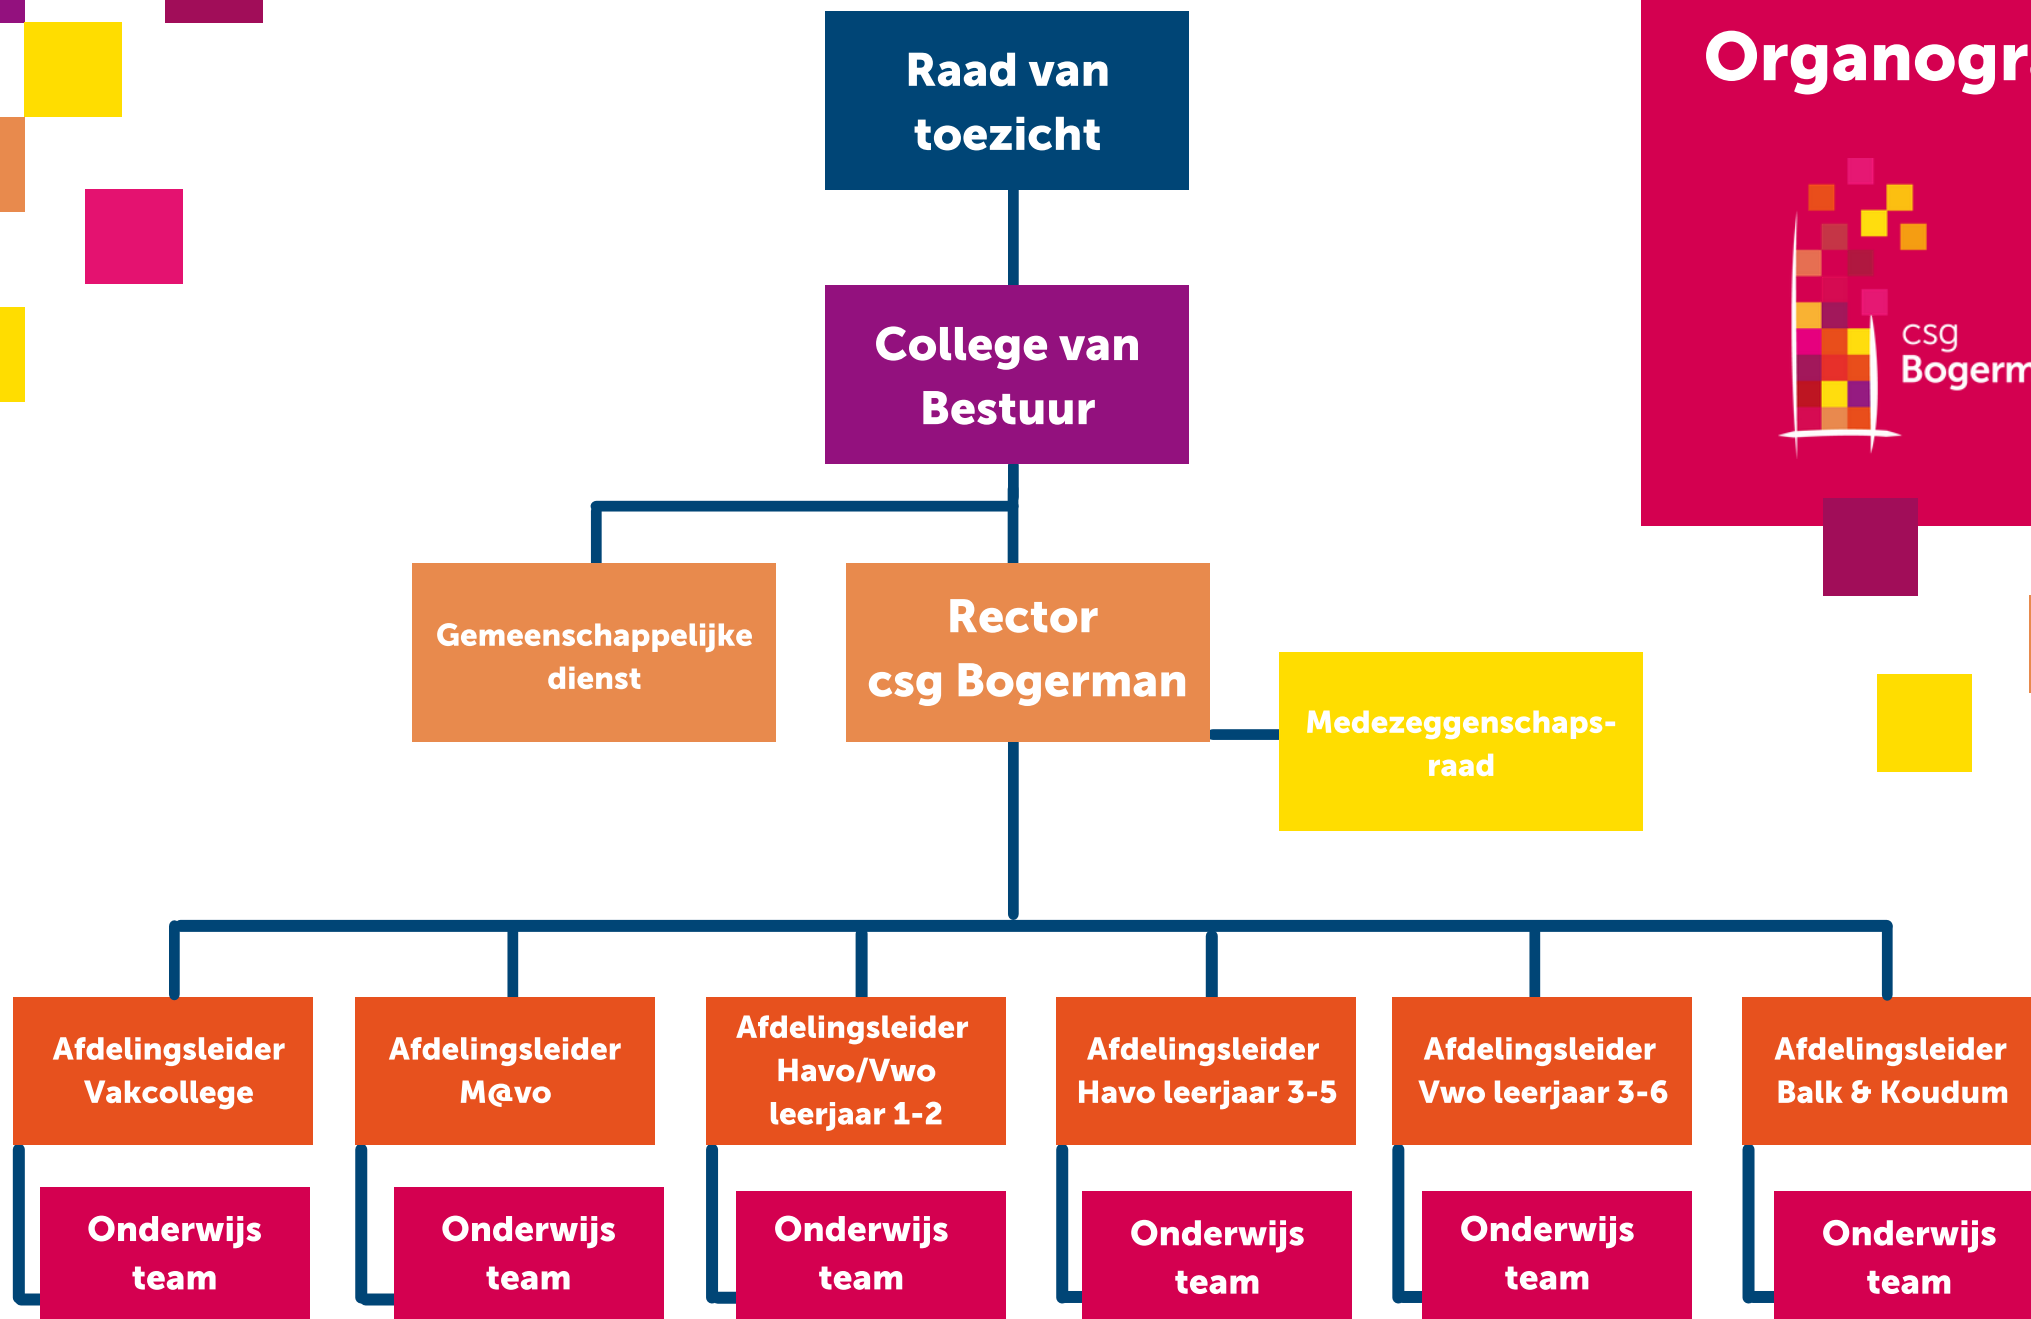 Raad van
toezicht
Organogr
csg
Bogerm
College van
Bestuur
Gemeenschappelijke
dienst
Rector
csg Bogerman
Medezeggenschaps-
raad
Afdelingsleider
Vakcollege
Afdelingsleider
M@vo
Afdelingsleider
Havo/Vwo
leerjaar 1-2
Afdelingsleider
Havo leerjaar 3-5
Afdelingsleider
Vwo leerjaar 3-6
Afdelingsleider
Balk & Koudum
Onderwijs
team
Onderwijs
team
Onderwijs
team
Onderwijs
team
Onderwijs
team
Onderwijs
team